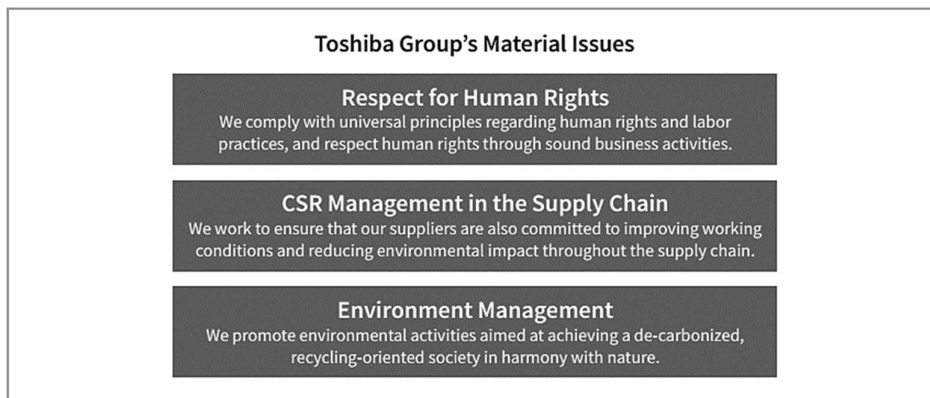 Toshiba Group’s Material Issues
Respect for Human Rights
We comply with universal principles regarding human rights and labor
practices, and respect human rights through sound business activities.
CSR Management in the Supply Chain
We work to ensure that our suppliers are also committed to improving working
conditions and reducing environmental impact throughout the supply chain.
Environment Management
We promote environmental activities aimed at achieving a de-carbonized,
recycling-oriented society in harmony with nature.